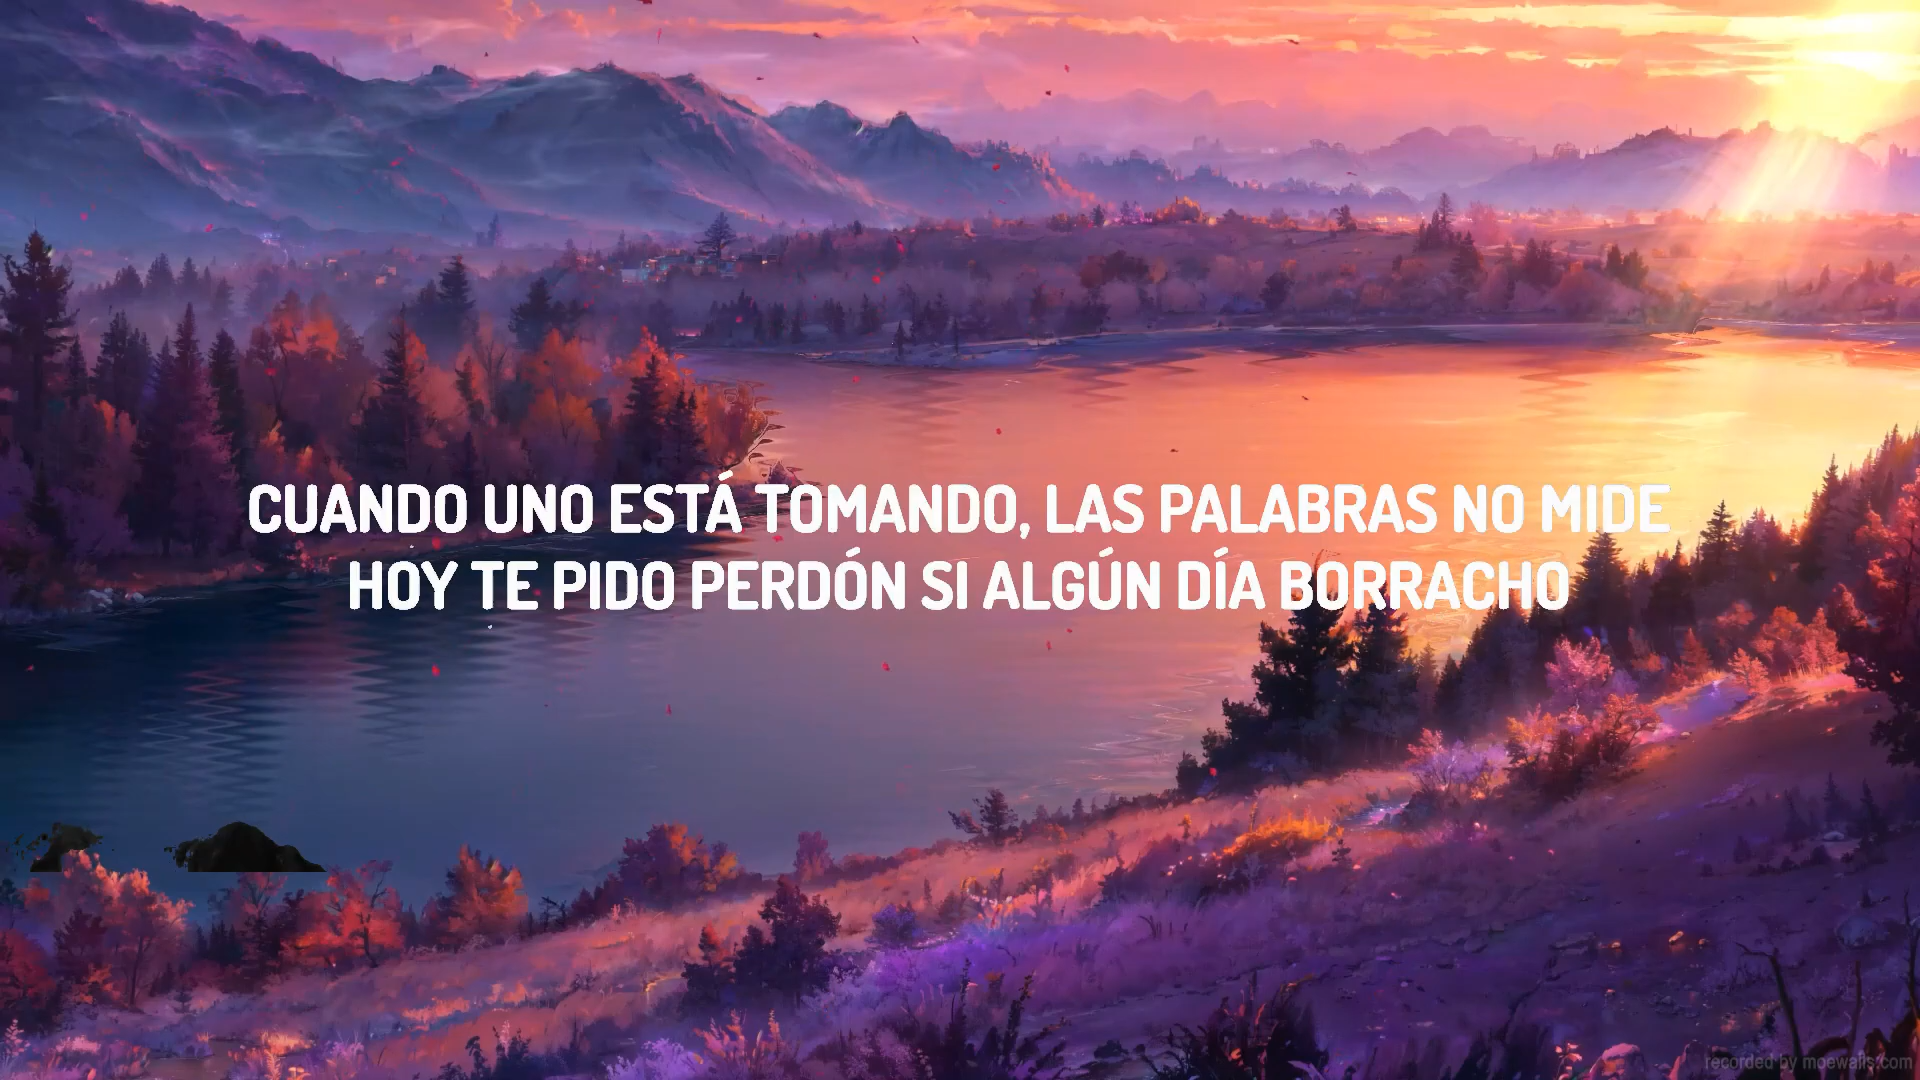 CUANDO UNO ESTÁ TOMANDO, LAS PALABRAS NO MIDE
HOY TE PIDO PERDÓN SI ALGÚN DÍA BORRACHO
recorded by moewalls.com